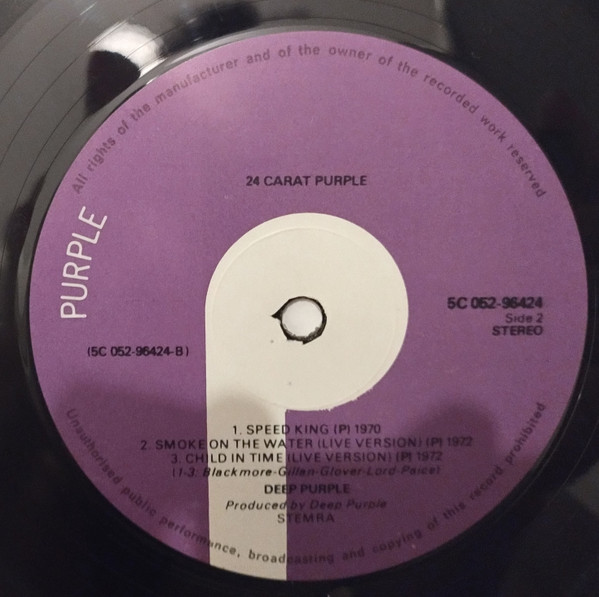 All rights of the manufacturer and of the owner of the recorded work reserved
24 CARAT PURPLE
PURPLE
5C 052-96424
Side 2
STEREO
(5C 052-96424-B)
1. SPEED KING (P) 1970
2. SMOKE ON THE WATER (LIVE VERSION) (P) 1972
3. CHILD IN TIME (LIVE VERSION) (P) 1972
(1-3: Blackmore-Gillan-Glover-Lord-Paice)
DEEP PURPLE
Produced by Deep Purple
STEMRA
Unauthorised public performance, broadcasting and copying of this record prohibited